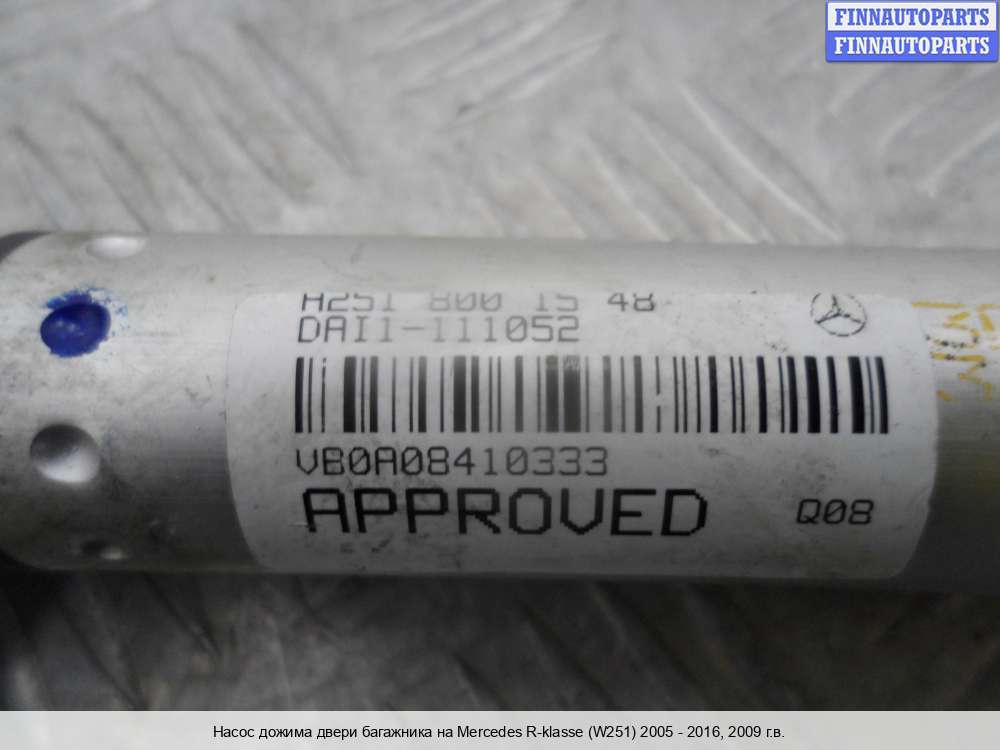 FINNAUTOPARTS
FINNAUTOPARTS
A251 800 15 48
DAI1-111052
VB0A08410333
APPROVED
Q08
Насос дожима двери багажника на Mercedes R-klasse (W251) 2005 - 2016, 2009 г.в.